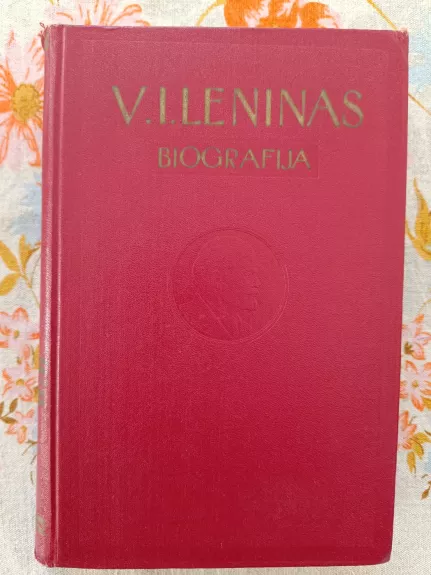 V. I. LENINAS
BIOGRAFIJA